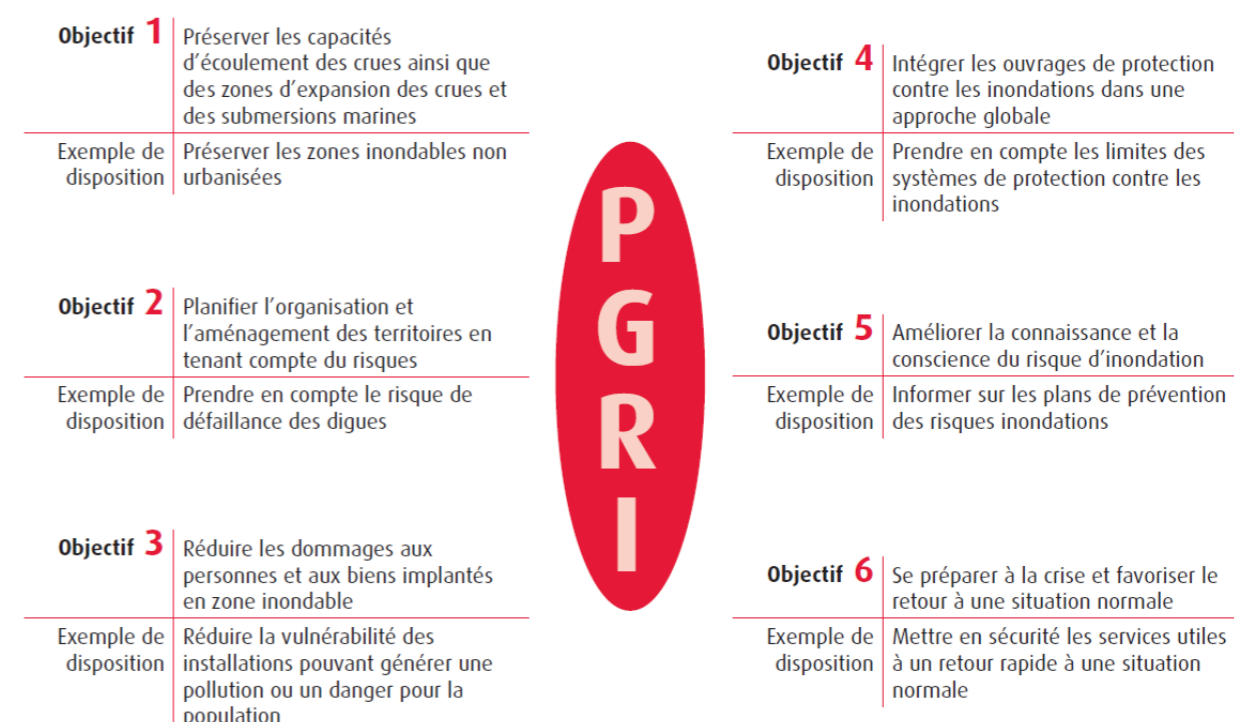 Objectif 1
Préserver les capacités
d'écoulement des crues ainsi que
des zones d'expansion des crues et
des submersions marines
Exemple de
disposition
Préserver les zones inondables non
urbanisées
Objectif 2
Planifier l'organisation et
l'aménagement des territoires en
tenant compte du risques
Exemple de
disposition
Prendre en compte le risque de
défaillance des digues
Objectif 3
Réduire les dommages aux
personnes et aux biens implantés
en zone inondable
Exemple de
disposition
Réduire la vulnérabilité des
installations pouvant générer une
pollution ou un danger pour la
population
P
G
R
I
Objectif 4
Intégrer les ouvrages de protection
contre les inondations dans une
approche globale
Exemple de
disposition
Prendre en compte les limites des
systèmes de protection contre les
inondations
Objectif 5
Améliorer la connaissance et la
conscience du risque d'inondation
Exemple de
disposition
Informer sur les plans de prévention
des risques inondations
Objectif 6
Se préparer à la crise et favoriser le
retour à une situation normale
Exemple de
disposition
Mettre en sécurité les services utiles
à un retour rapide à une situation
normale